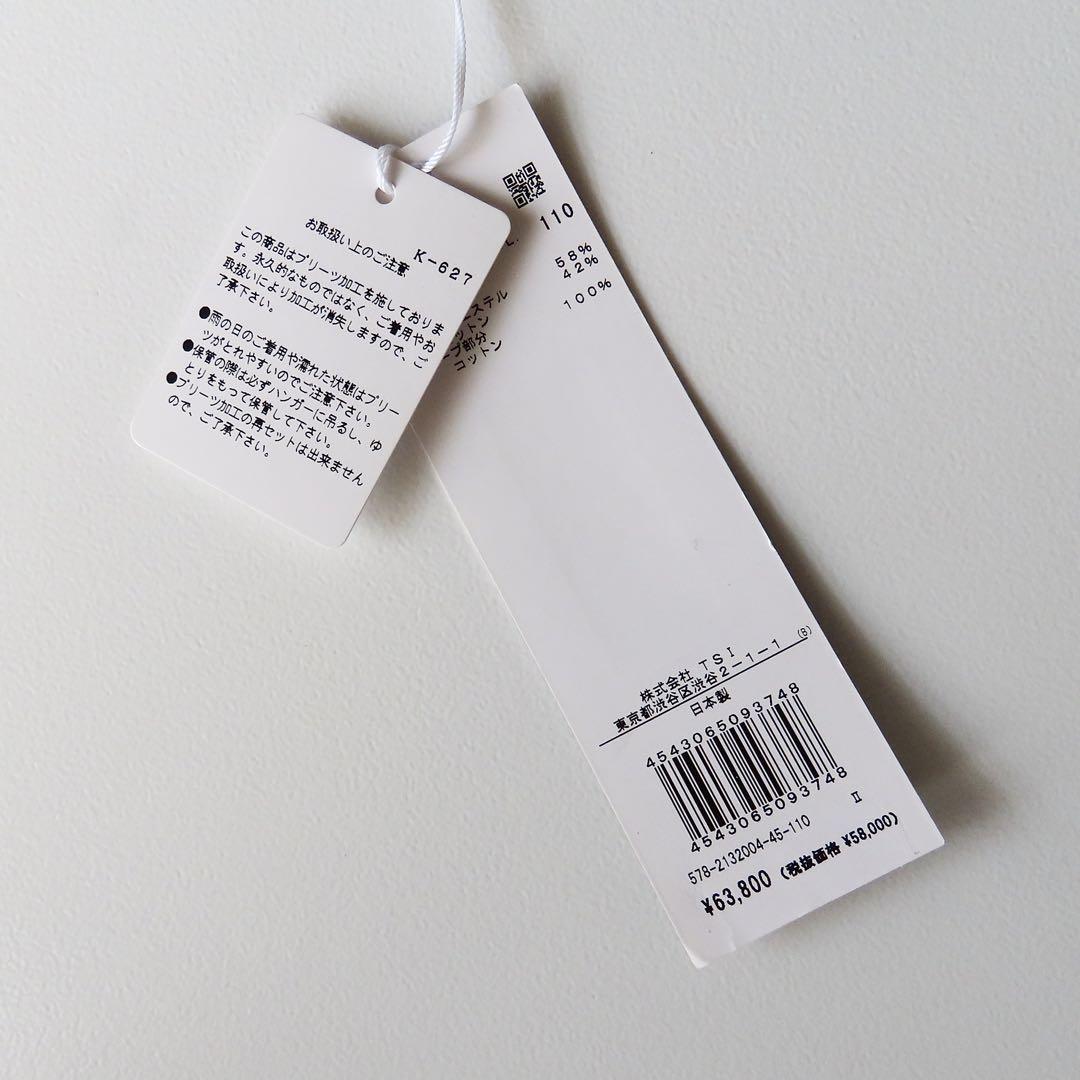 お取扱い上のご注意
K-627
この商品はプリーツ加工を施しておりま
す。永久的なものではなく、ご着用やお
取扱いにより加工が消失しますので、ご
了承下さい。
●雨の日のご着用や濡れた状態はプリー
ツがとれやすいのでご注意下さい。
●保管の際は必ずハンガーに吊るし、ゆ
とりをもって保管して下さい。
●プリーツ加工の再セットは出来ません
ので、ご了承下さい。
110
58%
42%
100%
ステル
ットン
部分
コットン
株式会社 TSI
東京都渋谷区渋谷2-1-1 (B)
日本製
4543065093748
4543065093748
578-2132004-45-110
II
¥63,800 (税抜価格 ¥58,000)